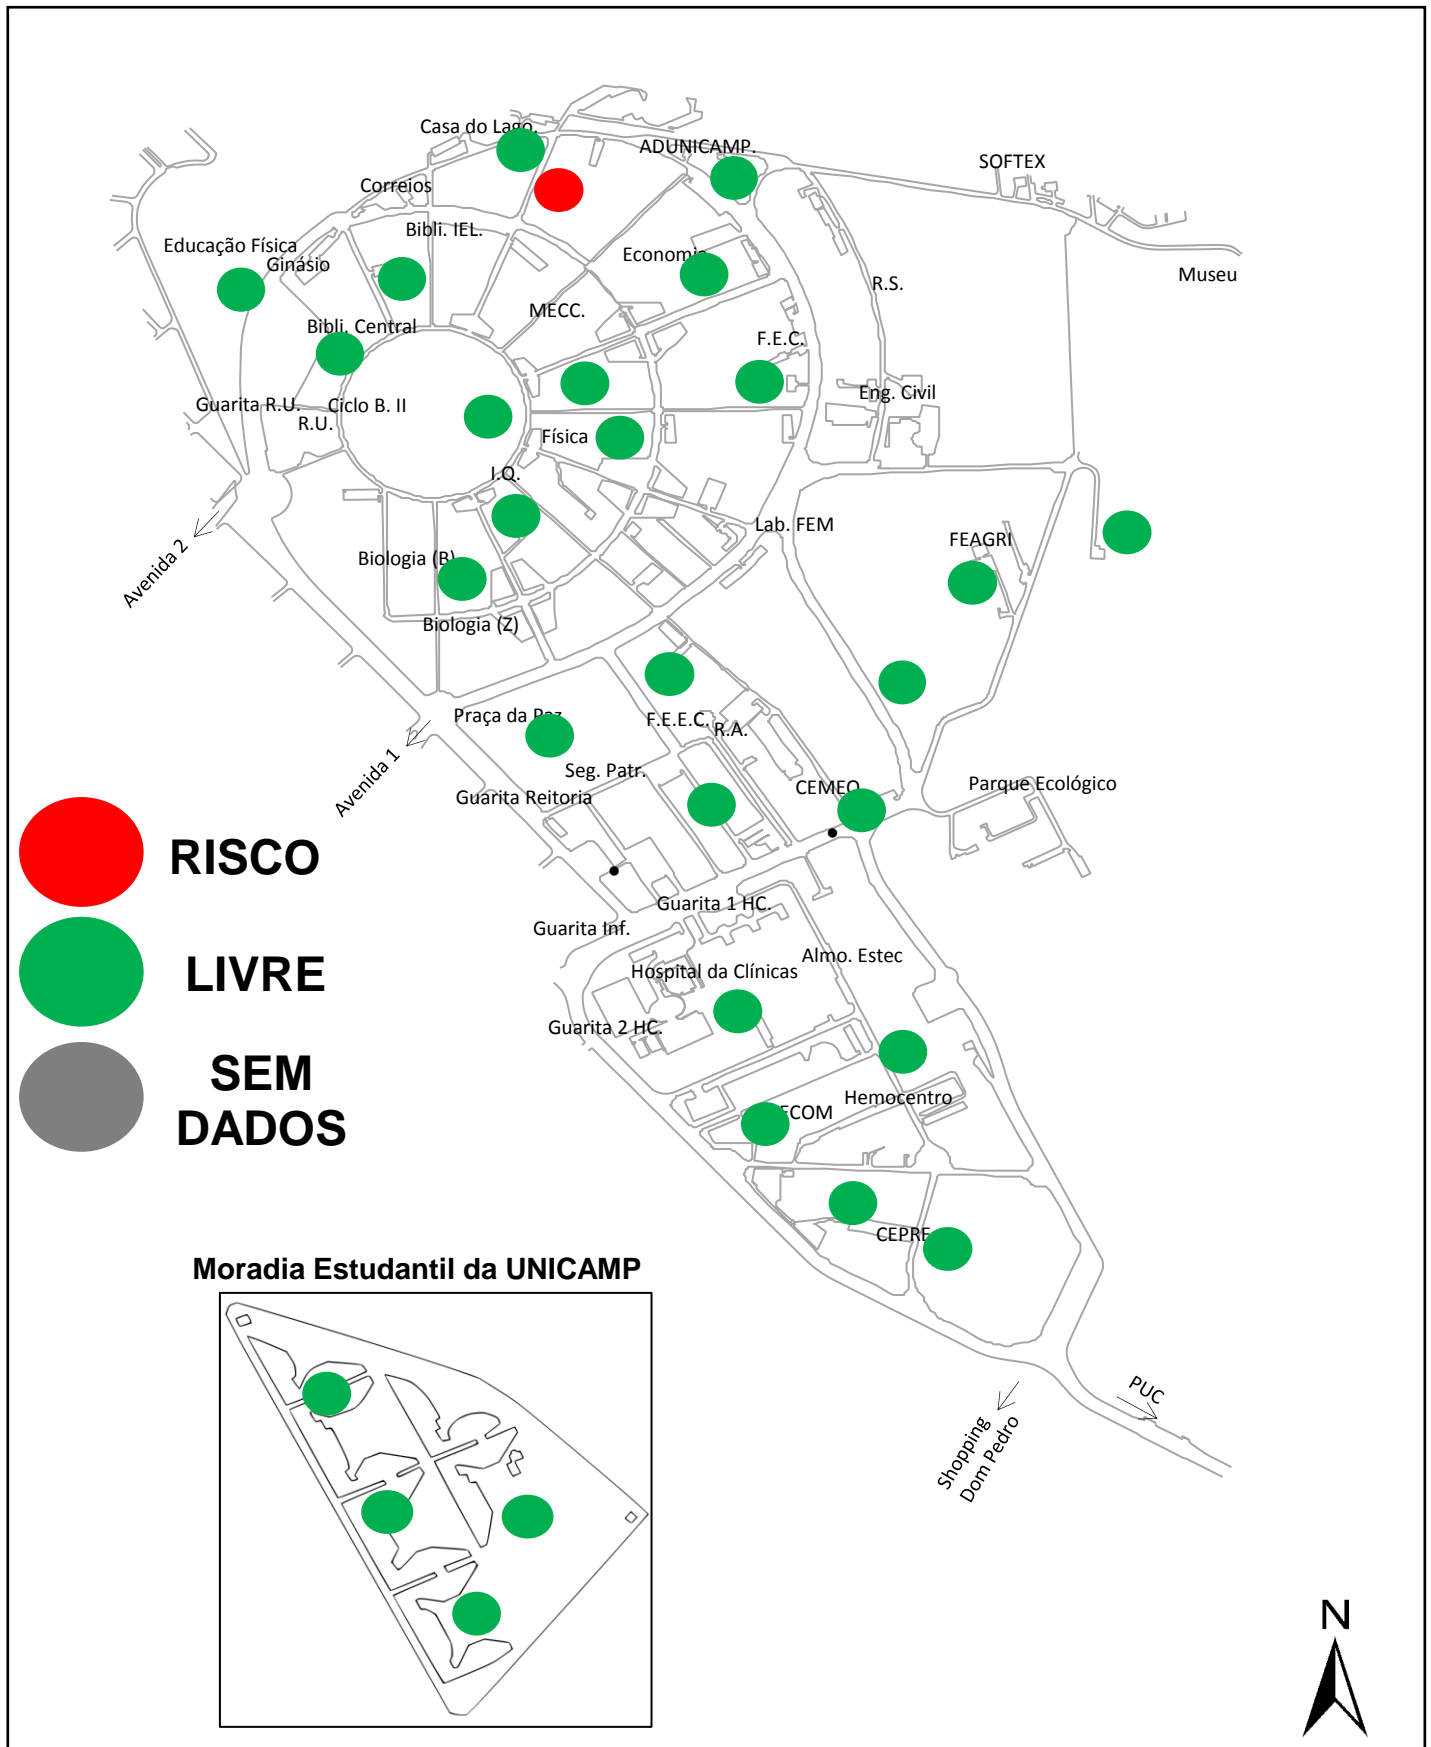 Casa do Lago.
ADUNICAMP.
SOFTEX
Correios
Bibli. IEL.
Educação Física
Ginásio
Economia
Museu
R.S.
MECC.
Bibli. Central
F.E.C.
Eng. Civil
Guarita R.U.
Ciclo B. II
R.U.
Física
I.Q.
Lab. FEM
FEAGRI
Avenida 2
Biologia (B)
Biologia (Z)
Praça da Paz
F.E.E.C.
R.A.
Avenida 1
Seg. Patr.
Guarita Reitoria
CEMEQ
Parque Ecológico
RISCO
Guarita 1 HC.
Guarita Inf.
Almo. Estec
LIVRE
Hospital da Clínicas
Guarita 2 HC.
SEM
DADOS
Hemocentro
ECOM
CEPRE
Moradia Estudantil da UNICAMP
PUC
Shopping
Dom Pedro
N